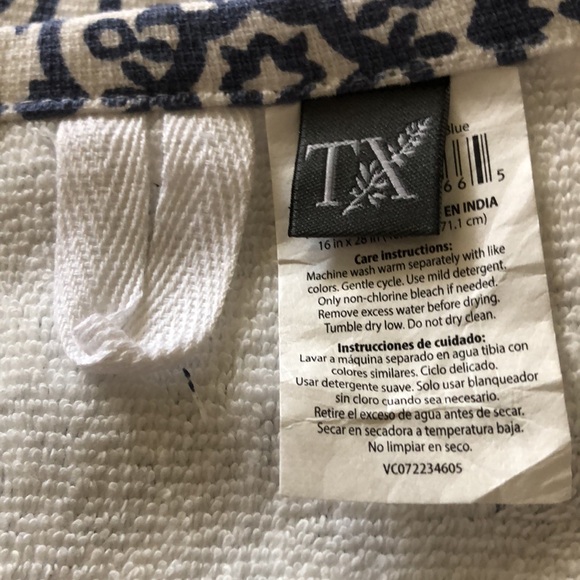 TX
Blue
6 6 5
EN INDIA
16 in x 28 in
71.1 cm)
Care instructions:
Machine wash warm separately with like
colors. Gentle cycle. Use mild detergent.
Only non-chlorine bleach if needed.
Remove excess water before drying.
Tumble dry low. Do not dry clean.
Instrucciones de cuidado:
Lavar a máquina separado en agua tibia con
colores similares. Ciclo delicado.
Usar detergente suave. Solo usar blanqueador
sin cloro cuando sea necesario.
Retire el exceso de agua antes de secar.
Secar en secadora a temperatura baja.
No limpiar en seco.
VC072234605